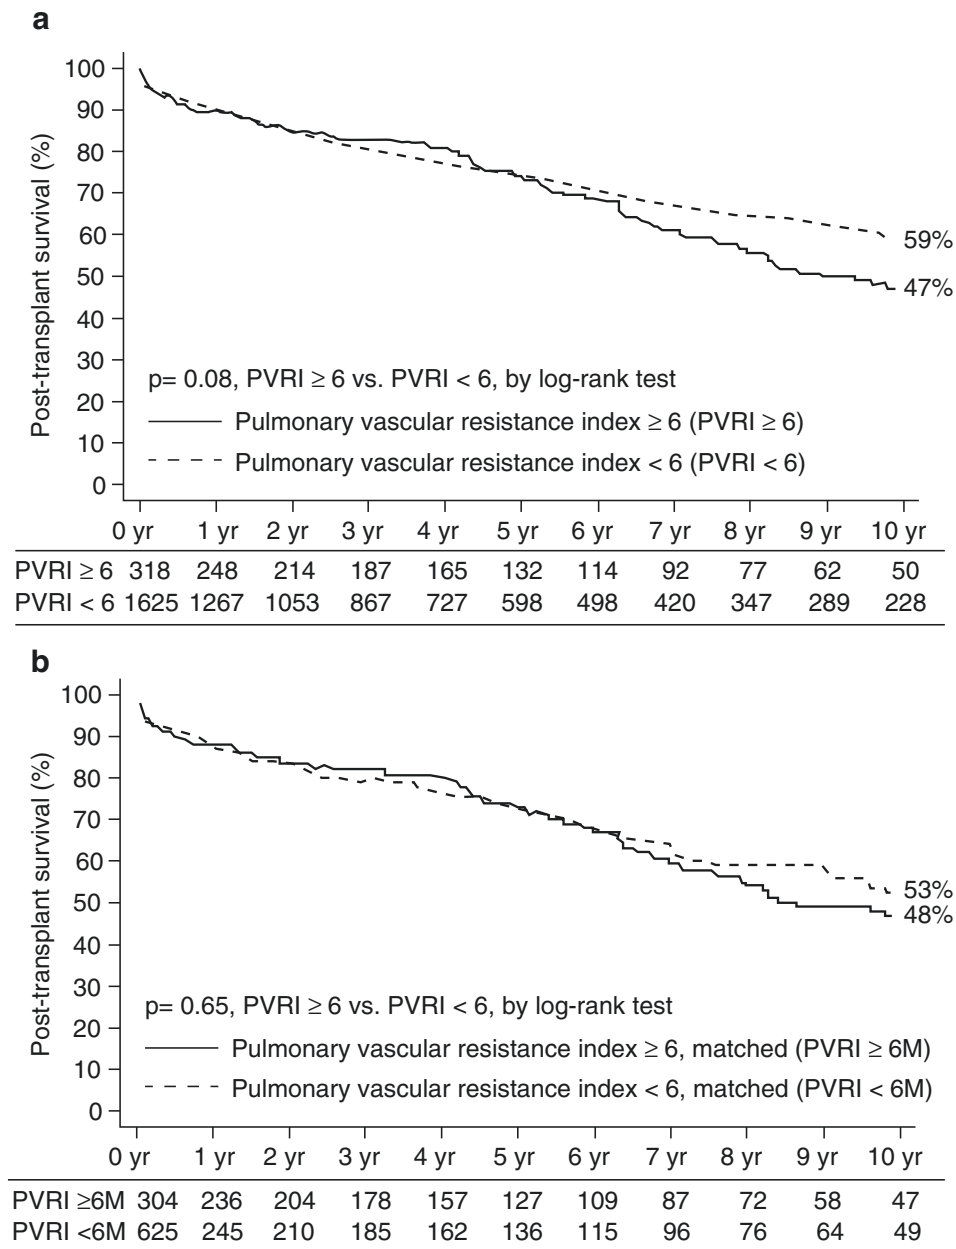 a
Post-transplant survival (%)
100
90
80
70
60
50
40
30
20
10
0
59%
47%
p= 0.08, PVRI ≥ 6 vs. PVRI < 6, by log-rank test
Pulmonary vascular resistance index ≥ 6 (PVRI ≥ 6)
Pulmonary vascular resistance index < 6 (PVRI < 6)
0 yr 1 yr 2 yr 3 yr 4 yr 5 yr 6 yr 7 yr 8 yr 9 yr 10 yr
PVRI ≥ 6 318 248 214 187 165 132 114 92 77 62 50
PVRI < 6 1625 1267 1053 867 727 598 498 420 347 289 228
b
Post-transplant survival (%)
100
90
80
70
60
50
40
30
20
10
0
53%
48%
p= 0.65, PVRI ≥ 6 vs. PVRI < 6, by log-rank test
Pulmonary vascular resistance index ≥ 6, matched (PVRI ≥ 6M)
Pulmonary vascular resistance index < 6, matched (PVRI < 6M)
0 yr 1 yr 2 yr 3 yr 4 yr 5 yr 6 yr 7 yr 8 yr 9 yr 10 yr
PVRI ≥6M 304 236 204 178 157 127 109 87 72 58 47
PVRI <6M 625 245 210 185 162 136 115 96 76 64 49